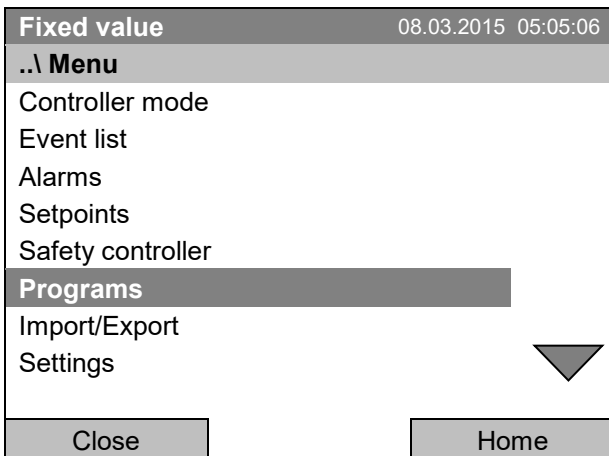 Fixed value 08.03.2015 05:05:06
..\ Menu
Controller mode
Event list
Alarms
Setpoints
Safety controller
Programs
Import/Export
Settings
Close Home